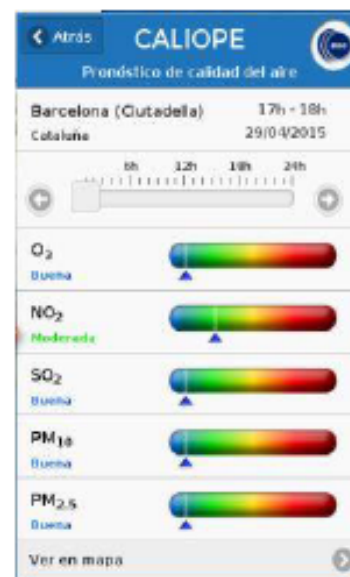 Atrás
CALIOPE
Pronóstico de calidad del aire
Barcelona (Ciutadella) 17h - 18h
Cataluña 29/04/2015
6h 12h 18h 24h
O₃
Buena
NO₂
Moderada
SO₂
Buena
PM₁₀
Buena
PM₂.₅
Buena
Ver en mapa